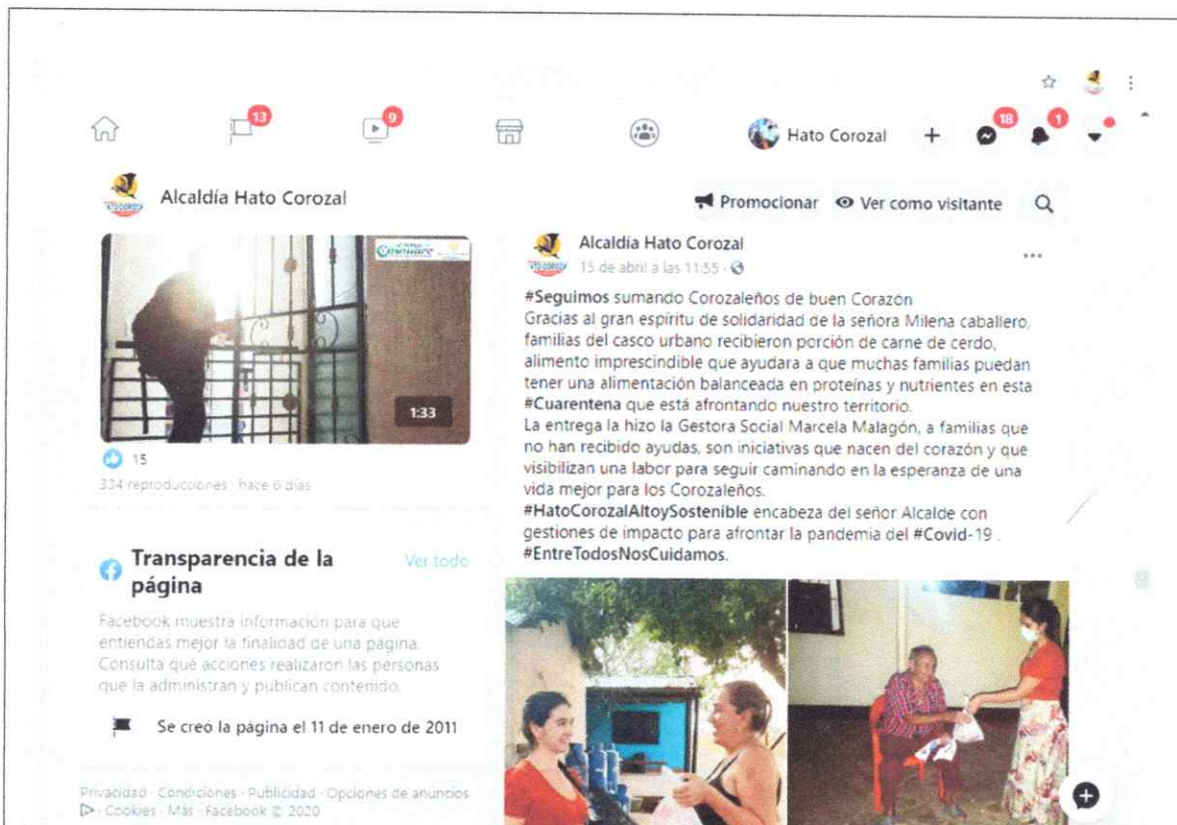 13
9
Hato Corozal
18
1
Alcaldía Hato Corozal
Promocionar
Ver como visitante
1:33
15
334 reproducciones · hace 6 días
Transparencia de la página
Ver todo
Facebook muestra información para que
entiendas mejor la finalidad de una página.
Consulta qué acciones realizaron las personas
que la administran y publican contenido.
Se creó la página el 11 de enero de 2011
Privacidad · Condiciones · Publicidad · Opciones de anuncios
· Cookies · Más · Facebook © 2020
Alcaldía Hato Corozal
15 de abril a las 11:55 ·
#Seguimos sumando Corozaleños de buen Corazón
Gracias al gran espíritu de solidaridad de la señora Milena caballero,
familias del casco urbano recibieron porción de carne de cerdo,
alimento imprescindible que ayudara a que muchas familias puedan
tener una alimentación balanceada en proteínas y nutrientes en esta
#Cuarentena que está afrontando nuestro territorio.
La entrega la hizo la Gestora Social Marcela Malagón, a familias que
no han recibido ayudas, son iniciativas que nacen del corazón y que
visibilizan una labor para seguir caminando en la esperanza de una
vida mejor para los Corozaleños.
#HatoCorozalAltoySostenible encabeza del señor Alcalde con
gestiones de impacto para afrontar la pandemia del #Covid-19 .
#EntreTodosNosCuidamos.